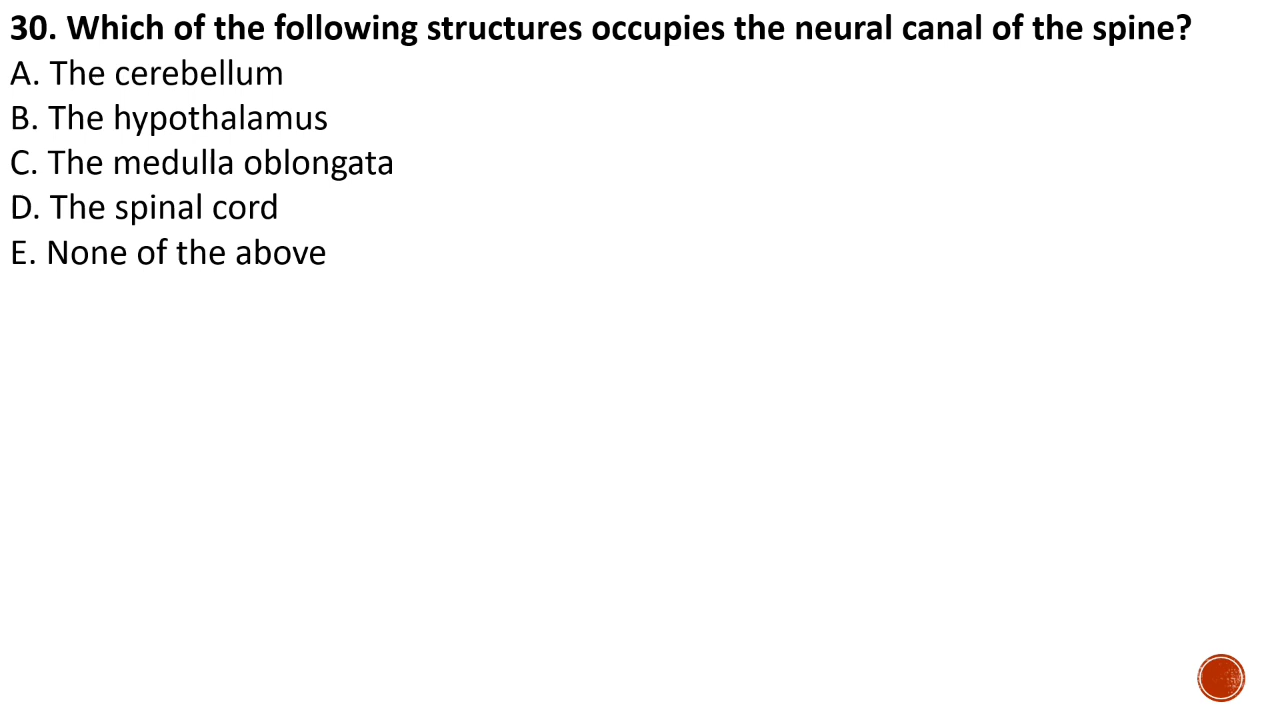 30. Which of the following structures occupies the neural canal of the spine?
A. The cerebellum
B. The hypothalamus
C. The medulla oblongata
D. The spinal cord
E. None of the above